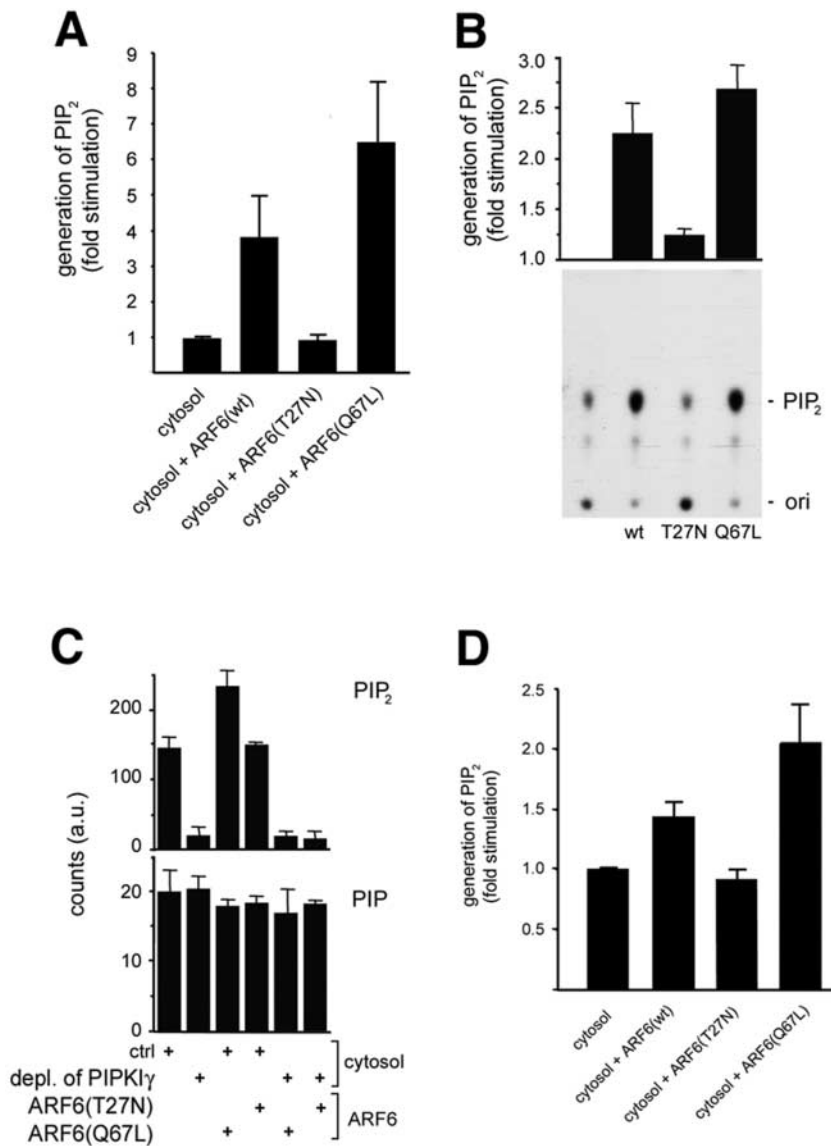 A
generation of PIP2
(fold stimulation)
9
8
7
6
5
4
3
2
1
cytosol
cytosol + ARF6(wt)
cytosol + ARF6(T27N)
cytosol + ARF6(Q67L)
B
generation of PIP2
(fold stimulation)
3.0
2.5
2.0
1.5
1.0
- PIP2
- ori
wt T27N Q67L
C
counts (a.u.)
PIP2
200
100
0
PIP
20
10
0
ctrl + + +
depl. of PIPKIγ + + +
cytosol
ARF6(T27N) + +
ARF6(Q67L) + +
ARF6
D
generation of PIP2
(fold stimulation)
2.5
2.0
1.5
1.0
0.5
cytosol
cytosol + ARF6(wt)
cytosol + ARF6(T27N)
cytosol + ARF6(Q67L)